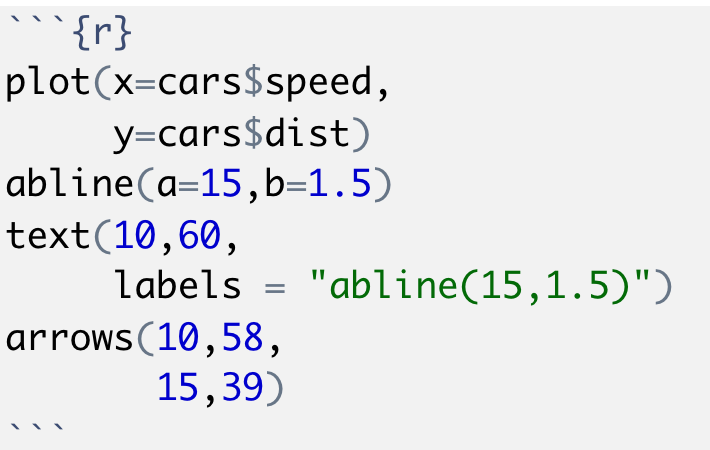 ```{r}
plot(x=cars$speed,
     y=cars$dist)
abline(a=15,b=1.5)
text(10,60,
     labels = "abline(15,1.5)")
arrows(10,58,
       15,39)
```